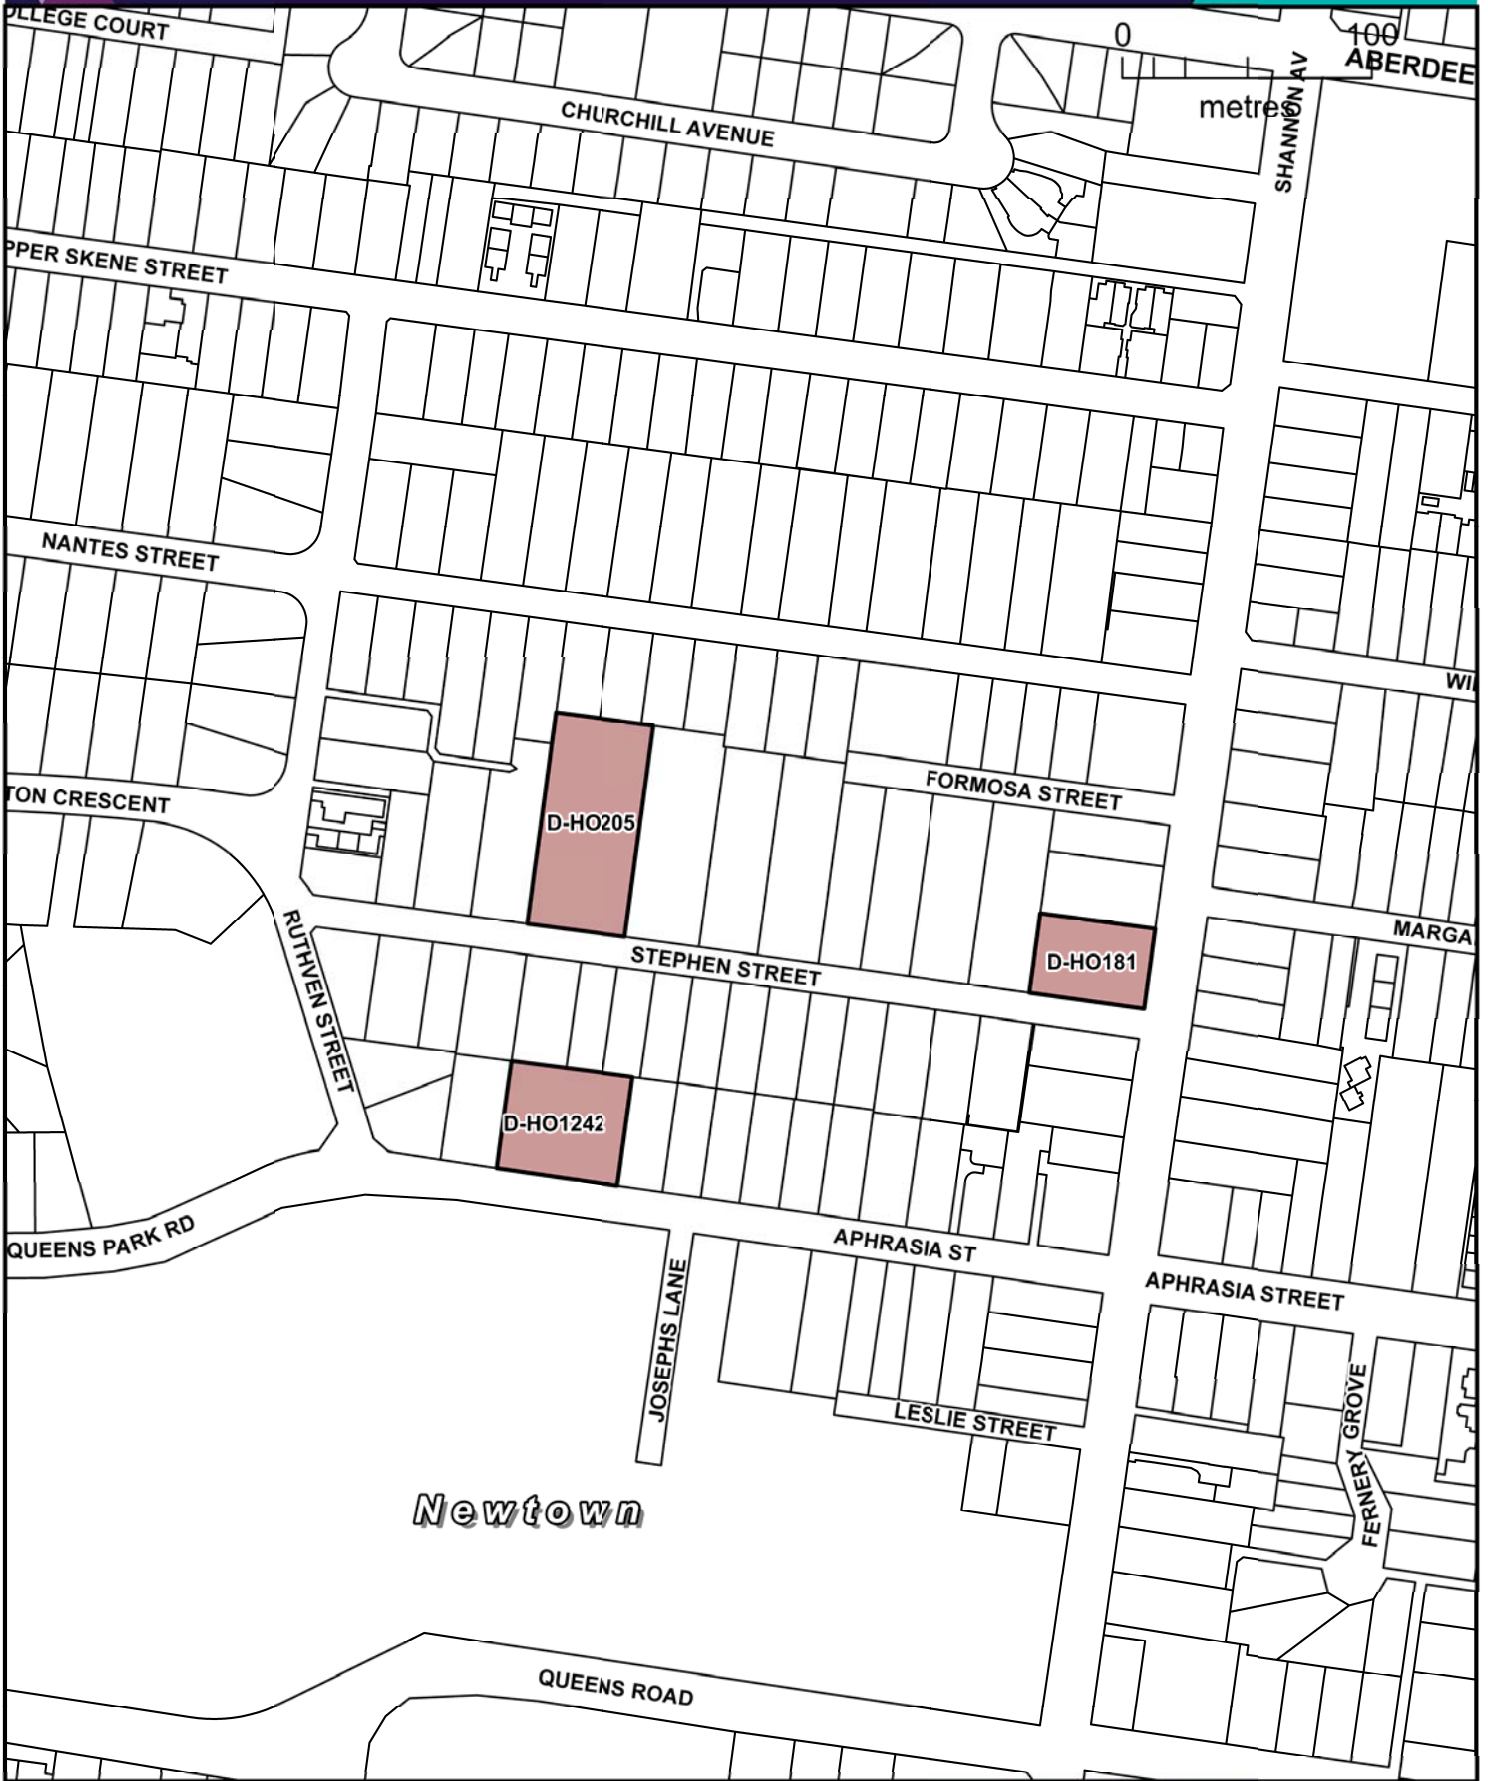 OLLEGE COURT
0 100
ABERDEE
metres
CHURCHILL AVENUE
SHANNON AV
PPER SKENE STREET
NANTES STREET
WI
TON CRESCENT
FORMOSA STREET
D-HO205
MARGA
RUTHVEN STREET
STEPHEN STREET
D-HO181
D-HO1242
QUEENS PARK RD
APHRASIA ST
APHRASIA STREET
JOSEPHS LANE
LESLIE STREET
FERNERY GROVE
Newtown
QUEENS ROAD